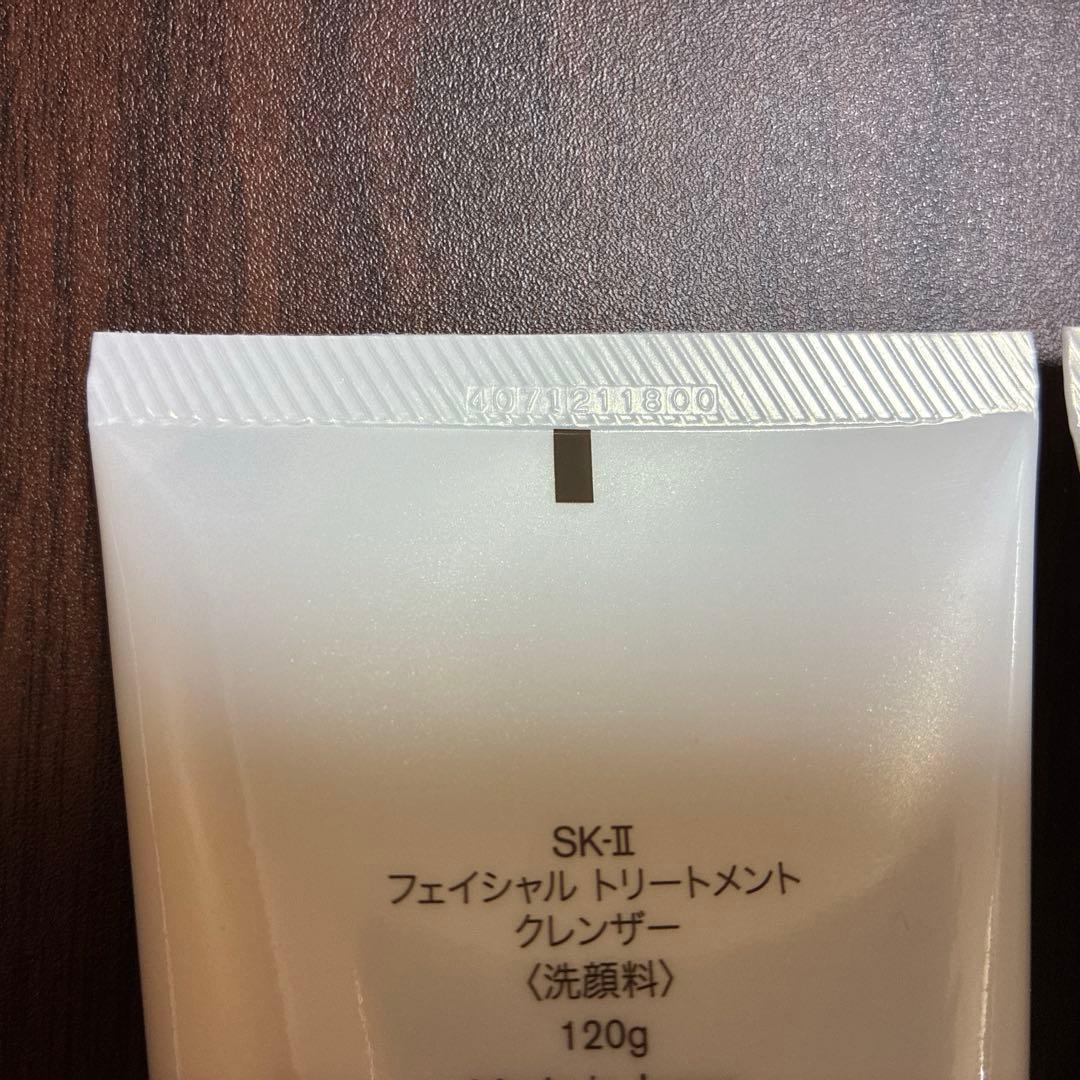 4071211800
SK-Ⅱ
フェイシャル トリートメント
クレンザー
〈洗顔料〉
120g